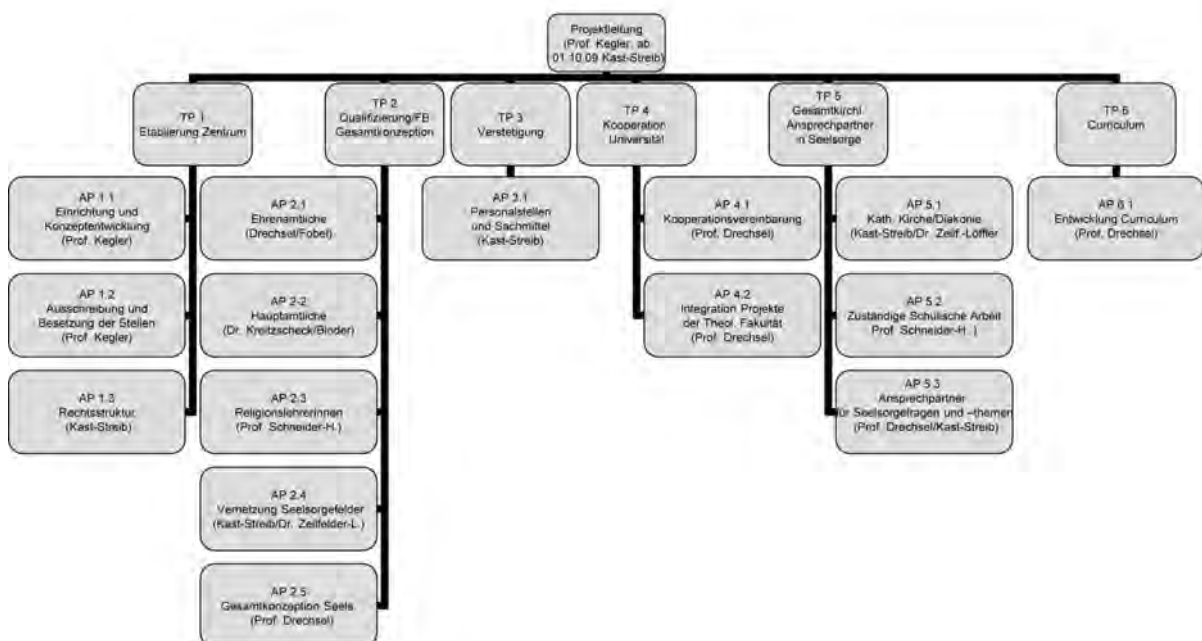 Projektleitung
(Prof. Kegler, ab
01.10.09 Kast-Streib)
TP 1
Etablierung Zentrum
TP 2
Qualifizierung/FB
Gesamtkonzeption
TP 3
Verstetigung
TP 4
Kooperation
Universität
TP 5
Gesamtkirchl.
Ansprechpartner
in Seelsorge
TP 6
Curriculum
AP 1.1
Einrichtung und
Konzeptentwicklung
(Prof. Kegler)
AP 1.2
Ausschreibung und
Besetzung der Stellen
(Prof. Kegler)
AP 1.3
Rechtsstruktur
(Kast-Streib)
AP 2.1
Ehrenamtliche
(Drechsel/Fobel)
AP 2-2
Hauptamtliche
(Dr. Kreitzscheck/Binder)
AP 2.3
Religionslehrerinnen
(Prof. Schneider-H.)
AP 2.4
Vernetzung Seelsorgefelder
(Kast-Streib/Dr. Zeilfelder-L.)
AP 2.5
Gesamtkonzeption Seels.
(Prof. Drechsel)
AP 3.1
Personalstellen
und Sachmittel
(Kast-Streib)
AP 4.1
Kooperationsvereinbarung
(Prof. Drechsel)
AP 4.2
Integration Projekte
der Theol. Fakultät
(Prof. Drechsel)
AP 5.1
Kath. Kirche/Diakonie
(Kast-Streib/Dr. Zeilf.-Löffler
AP 5.2
Zuständige Schulische Arbeit
Prof. Schneider-H. )
AP 5.3
Ansprechpartner
für Seelsorgefragen und –themen
(Prof. Drechsel/Kast-Streib)
AP 6.1
Entwicklung Curriculum
(Prof. Drechsel)